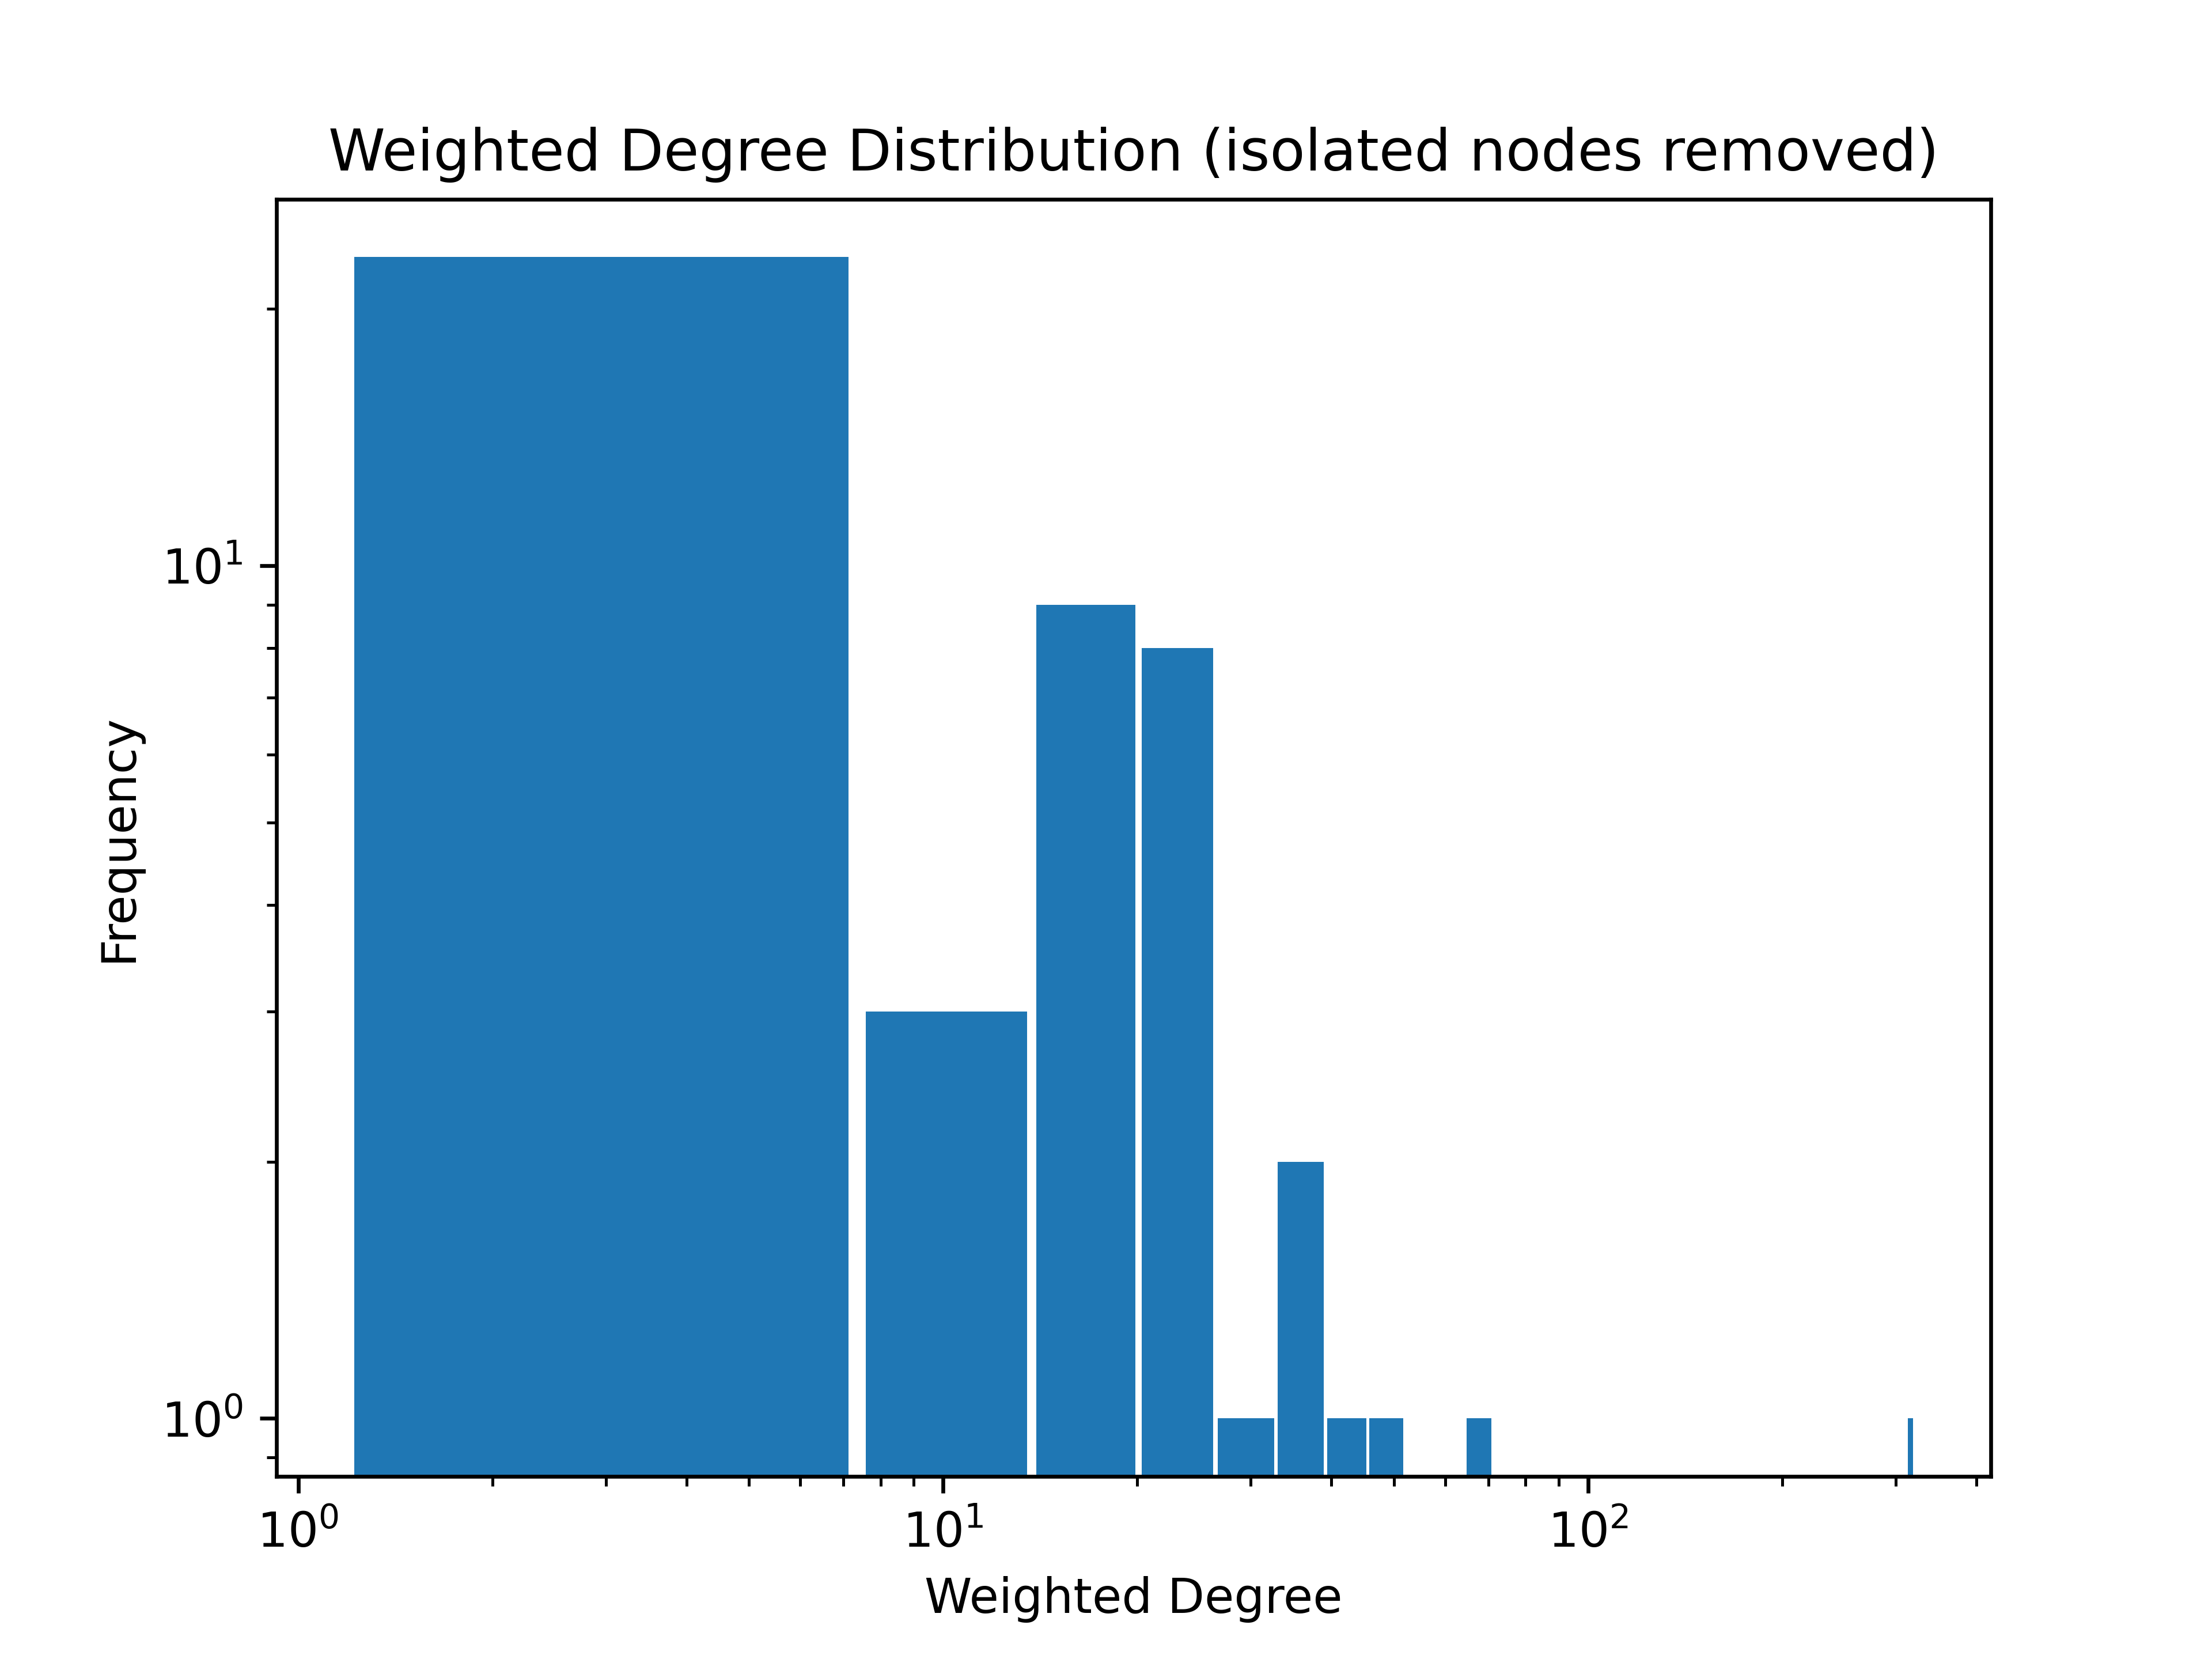 Weighted Degree Distribution (isolated nodes removed)
Frequency
10¹
10⁰
10⁰ 10¹ 10²
Weighted Degree